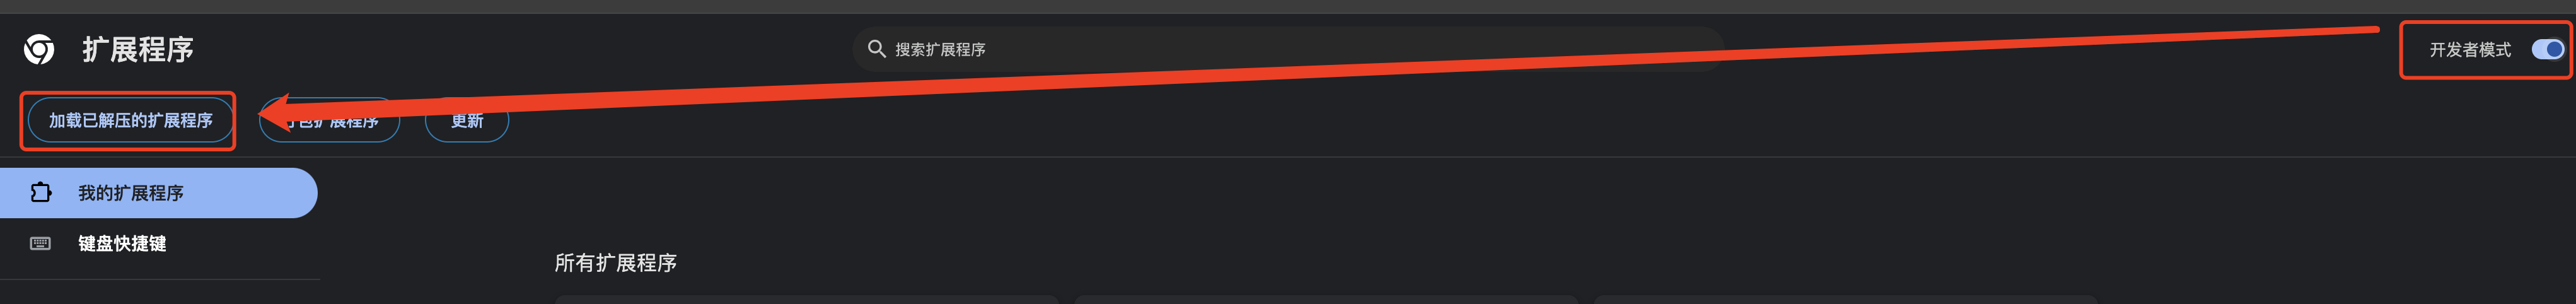 扩展程序
搜索扩展程序
开发者模式
加载已解压的扩展程序
包扩展程序
更新
我的扩展程序
键盘快捷键
所有扩展程序